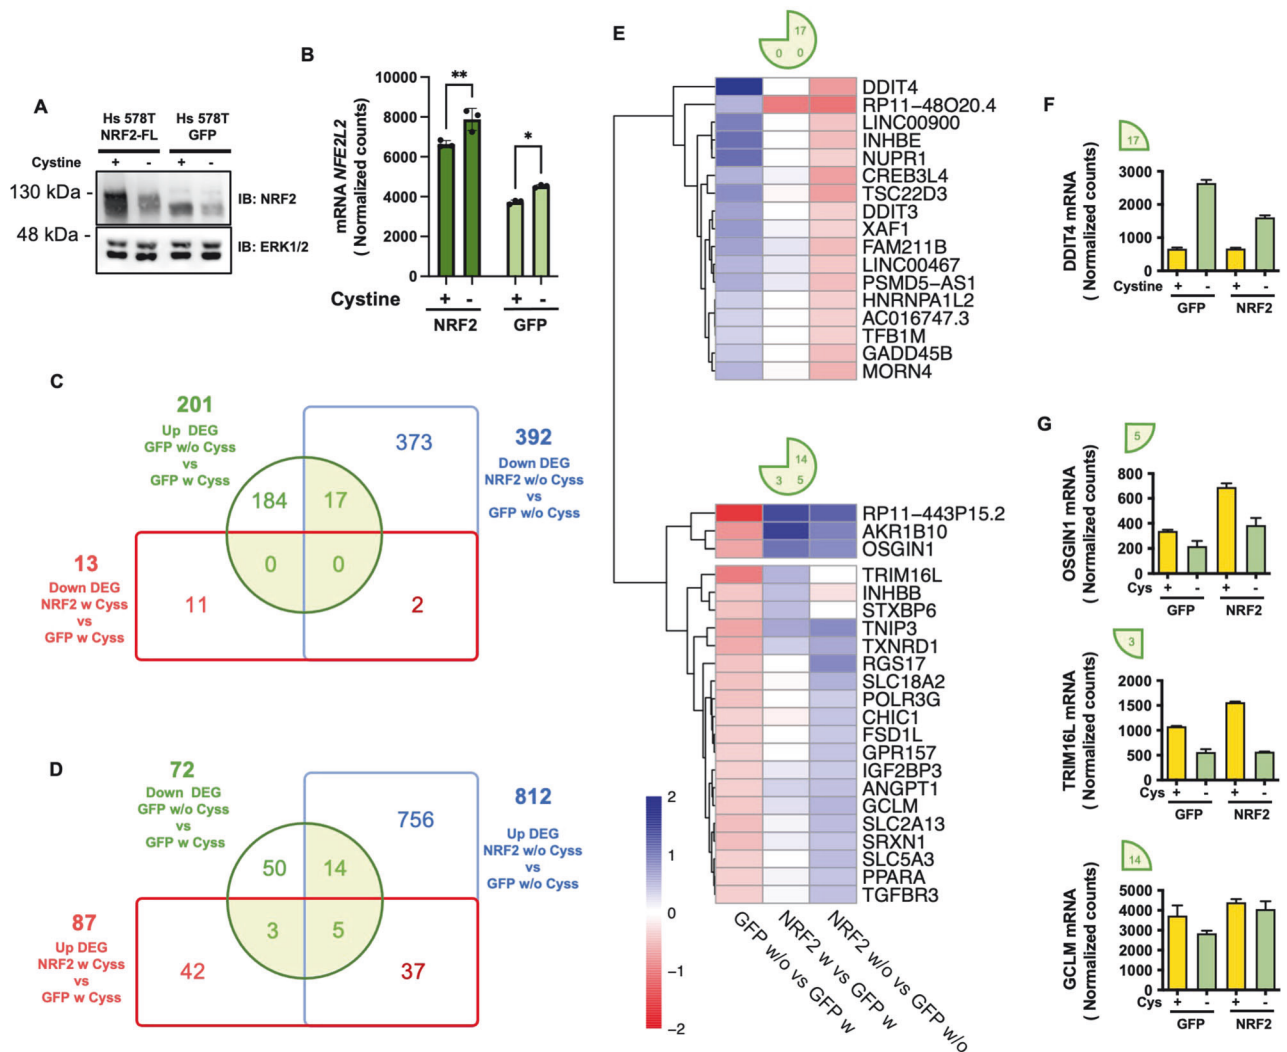 A
Hs 578T Hs 578T
NRF2-FL GFP
Cystine + - + -
130 kDa - IB: NRF2
48 kDa - IB: ERK1/2
B
mRNA NFE2L2
( Normalized counts)
10000
8000
6000
4000
2000
0
** *
Cystine + - + -
NRF2 GFP
C
201
Up DEG
GFP w/o Cyss
vs
GFP w Cyss
373
392
Down DEG
NRF2 w/o Cyss
vs
GFP w/o Cyss
184 17
0 0
13
Down DEG
NRF2 w Cyss
vs
GFP w Cyss
11 2
D
72
Down DEG
GFP w/o Cyss
vs
GFP w Cyss
756
812
Up DEG
NRF2 w/o Cyss
vs
GFP w/o Cyss
50 14
3 5
87
Up DEG
NRF2 w Cyss
vs
GFP w Cyss
42 37
E
17
0 0
DDIT4
RP11-48O20.4
LINC00900
INHBE
NUPR1
CREB3L4
TSC22D3
DDIT3
XAF1
FAM211B
LINC00467
PSMD5-AS1
HNRNPA1L2
AC016747.3
TFB1M
GADD45B
MORN4
14
3 5
RP11-443P15.2
AKR1B10
OSGIN1
TRIM16L
INHBB
STXBP6
TNIP3
TXNRD1
RGS17
SLC18A2
POLR3G
CHIC1
FSD1L
GPR157
IGF2BP3
ANGPT1
GCLM
SLC2A13
SRXN1
SLC5A3
PPARA
TGFBR3
2
1
0
-1
-2
GFP w/o vs GFP w
NRF2 w vs GFP w
NRF2 w/o vs GFP w/o
F
17
DDIT4 mRNA
( Normalized counts)
3000
2000
1000
0
Cystine + - + -
GFP NRF2
G
5
OSGIN1 mRNA
( Normalized counts)
800
600
400
200
0
Cys + - + -
GFP NRF2
3
TRIM16L mRNA
( Normalized counts)
2000
1500
1000
500
0
Cys + - + -
GFP NRF2
14
GCLM mRNA
( Normalized counts)
5000
4000
3000
2000
1000
0
Cys + - + -
GFP NRF2